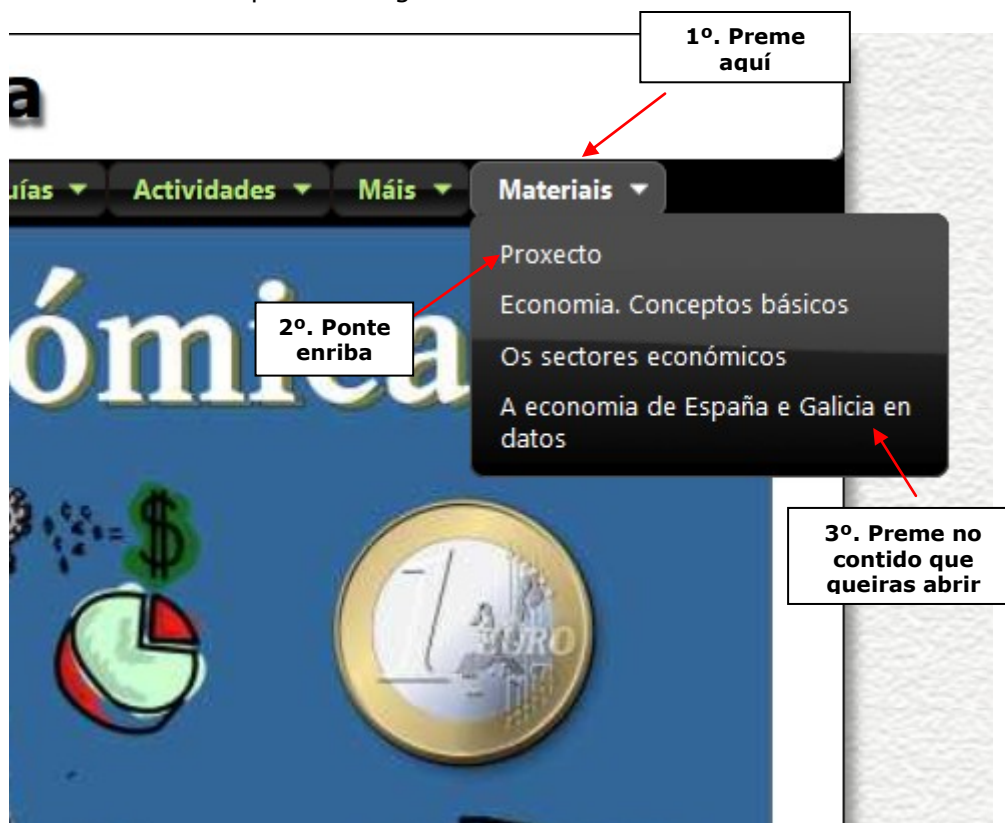 1º. Preme
aquí
a
uías
Actividades
Máis
Materiais
Proxecto
Economia. Conceptos básicos
Os sectores económicos
A economia de España e Galicia en
datos
2º. Ponte
enriba
ómica
3º. Preme no
contido que
queiras abrir
$
1
EURO